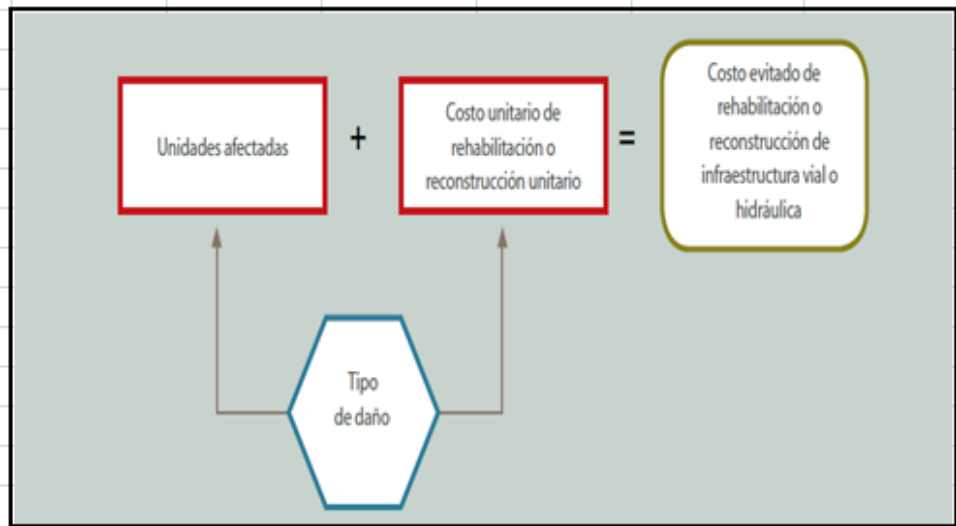 Unidades afectadas
+
Costo unitario de
rehabilitación o
reconstrucción unitario
=
Costo evitado de
rehabilitación o
reconstrucción de
infraestructura vial o
hidráulica
Tipo
de daño